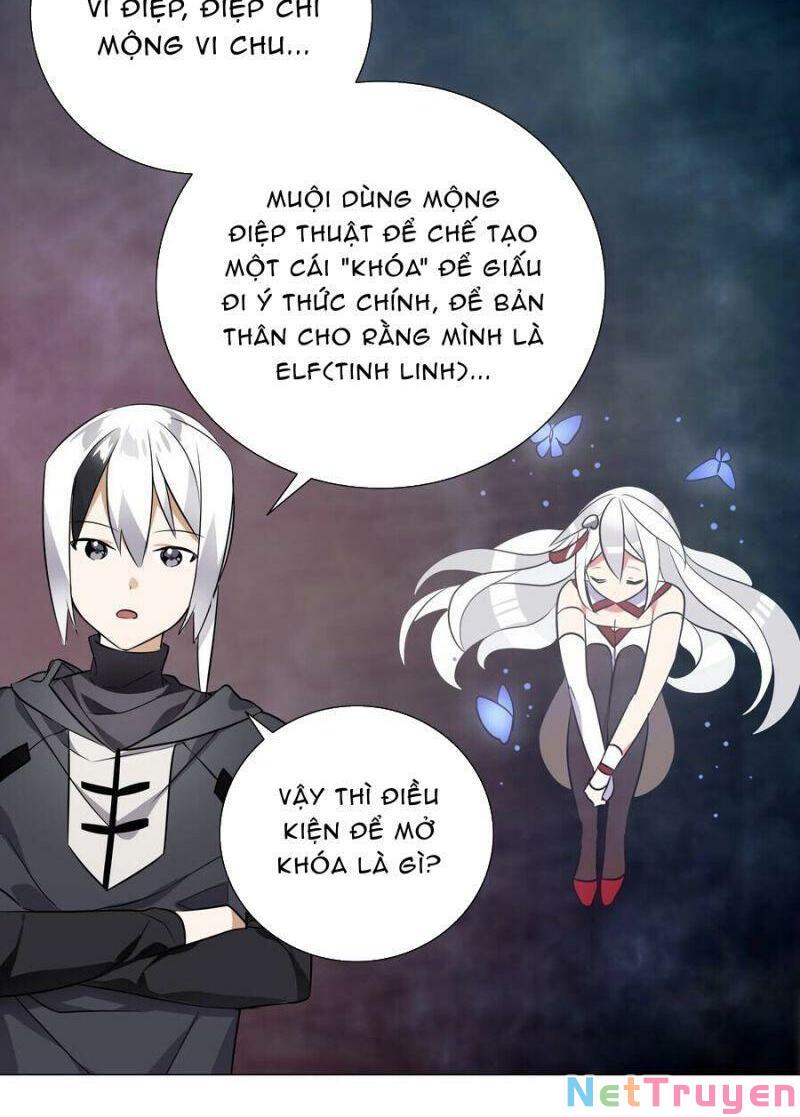 VI ĐIỆP, ĐIỆP CHI
MỘNG VI CHU...
MUỘI DÙNG MỘNG
ĐIỆP THUẬT ĐỂ CHẾ TẠO
MỘT CÁI "KHÓA" ĐỂ GIẤU
ĐI Ý THỨC CHÍNH, ĐỂ BẢN
THÂN CHO RẰNG MÌNH LÀ
ELF(TINH LINH)...
VẬY THÌ ĐIỀU
KIỆN ĐỂ MỞ
KHÓA LÀ GÌ?
NETTRUYEN